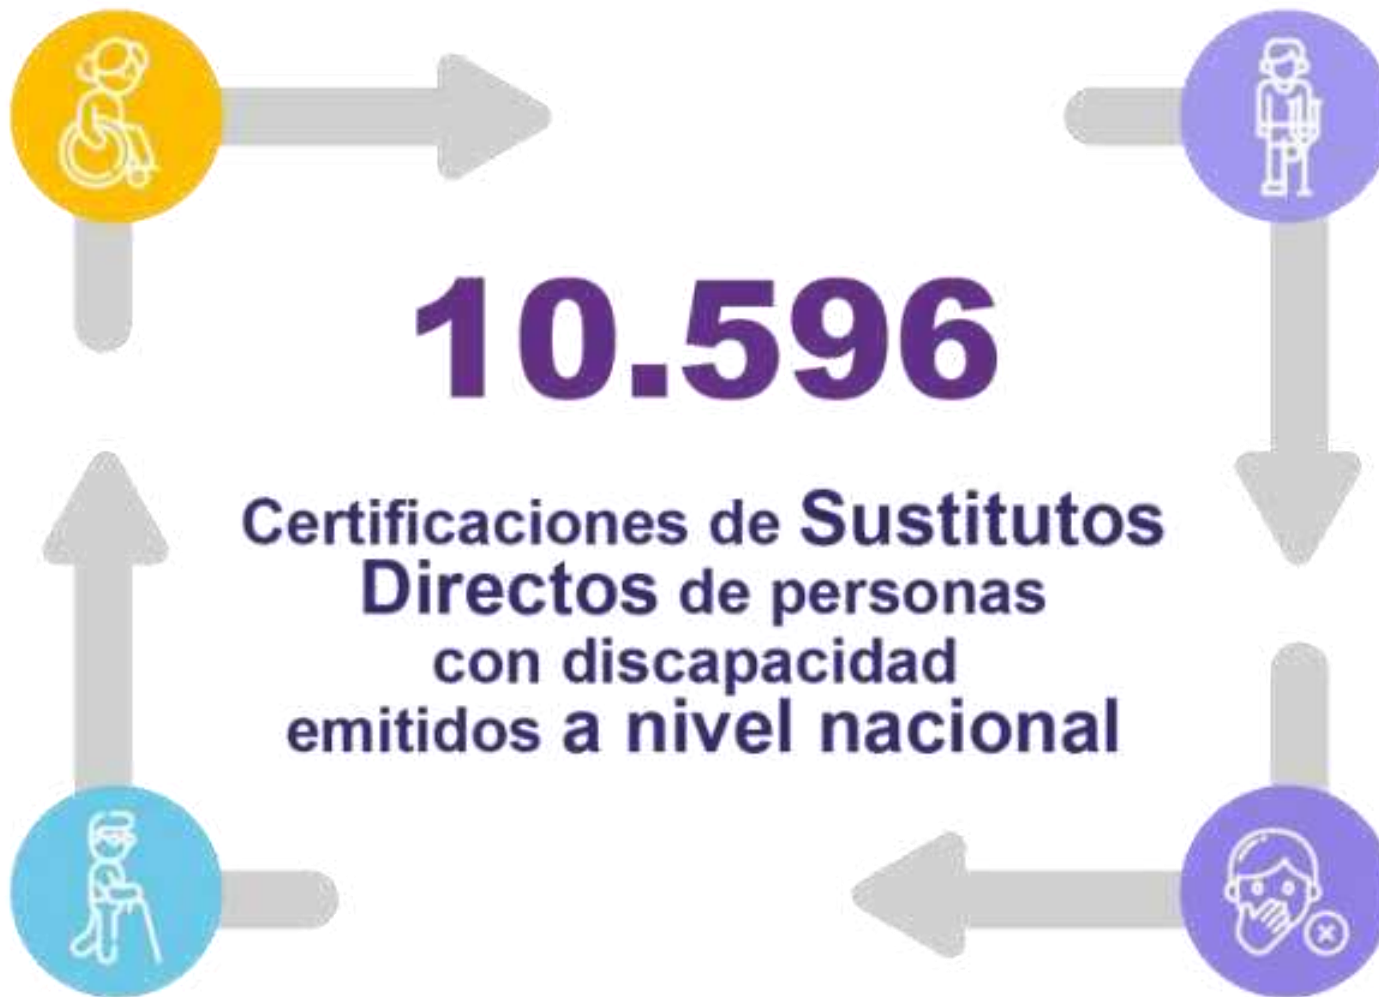 10.596
Certificaciones de Sustitutos
Directos de personas
con discapacidad
emitidos a nivel nacional